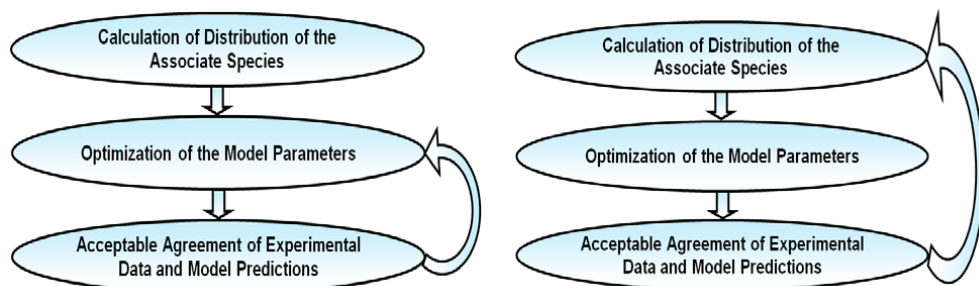 Calculation of Distribution of the
Associate Species
Optimization of the Model Parameters
Acceptable Agreement of Experimental
Data and Model Predictions
Calculation of Distribution of the
Associate Species
Optimization of the Model Parameters
Acceptable Agreement of Experimental
Data and Model Predictions